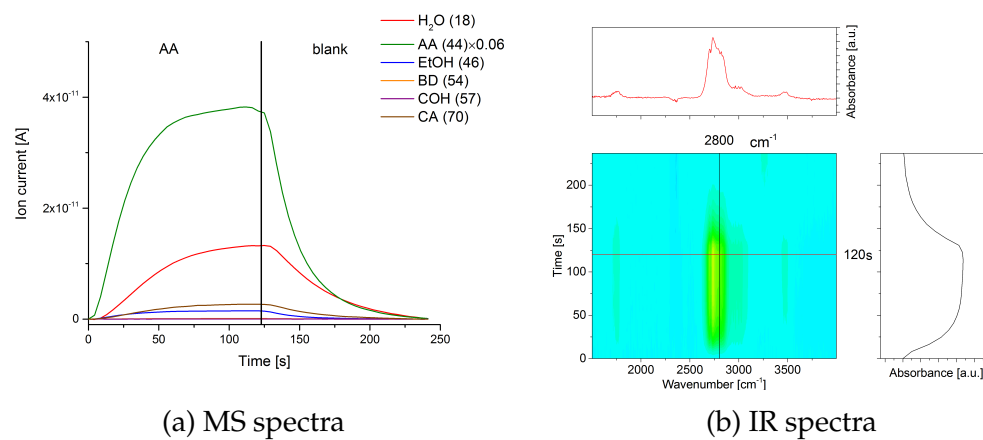 H₂O (18)
AA (44)×0.06
EtOH (46)
BD (54)
COH (57)
CA (70)
AA
blank
Ion current [A]
4x10⁻¹¹
2x10⁻¹¹
0
0 50 100 150 200 250
Time [s]
(a) MS spectra
Absorbance [a.u.]
2800 cm⁻¹
Time [s]
200
150
100
50
0
120s
2000 2500 3000 3500
Wavenumber [cm⁻¹]
Absorbance [a.u.]
(b) IR spectra